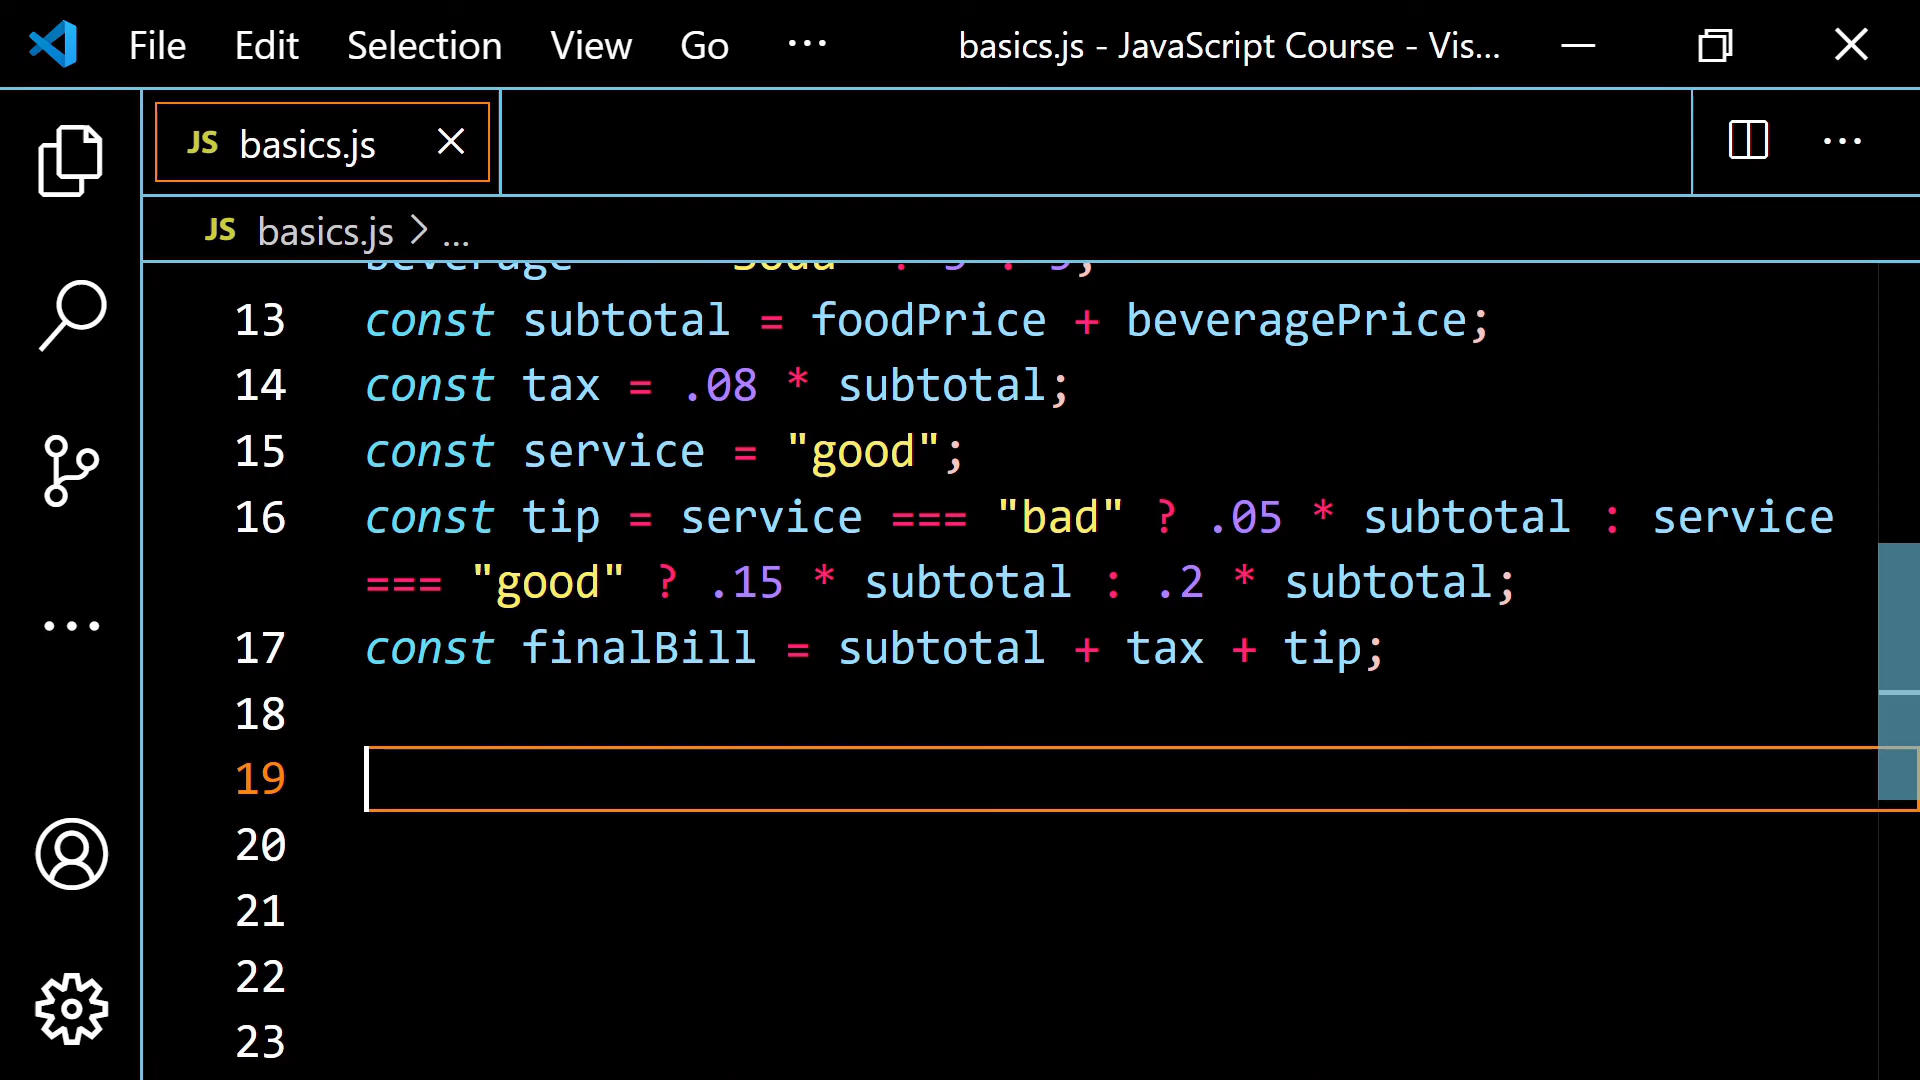 File Edit Selection View Go ··· basics.js - JavaScript Course - Vis...
JS basics.js
JS basics.js > ...
13 const subtotal = foodPrice + beveragePrice;
14 const tax = .08 * subtotal;
15 const service = "good";
16 const tip = service === "bad" ? .05 * subtotal : service
=== "good" ? .15 * subtotal : .2 * subtotal;
17 const finalBill = subtotal + tax + tip;
18
19
20
21
22
23